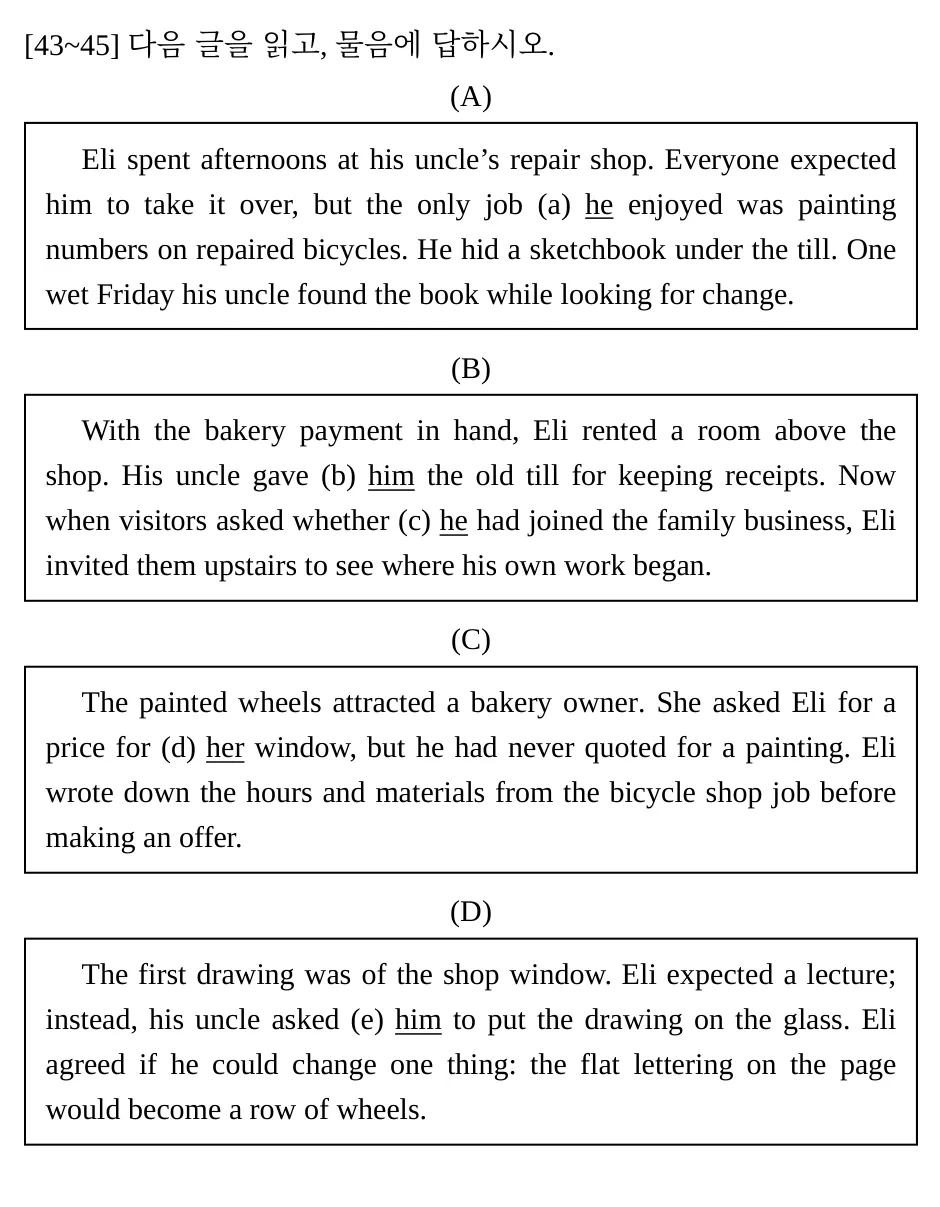 [43~45] 다음 글을 읽고, 물음에 답하시오.
(A)
Eli spent afternoons at his uncle’s repair shop. Everyone expected
him to take it over, but the only job (a) he enjoyed was painting
numbers on repaired bicycles. He hid a sketchbook under the till. One
wet Friday his uncle found the book while looking for change.
(B)
With the bakery payment in hand, Eli rented a room above the
shop. His uncle gave (b) him the old till for keeping receipts. Now
when visitors asked whether (c) he had joined the family business, Eli
invited them upstairs to see where his own work began.
(C)
The painted wheels attracted a bakery owner. She asked Eli for a
price for (d) her window, but he had never quoted for a painting. Eli
wrote down the hours and materials from the bicycle shop job before
making an offer.
(D)
The first drawing was of the shop window. Eli expected a lecture;
instead, his uncle asked (e) him to put the drawing on the glass. Eli
agreed if he could change one thing: the flat lettering on the page
would become a row of wheels.